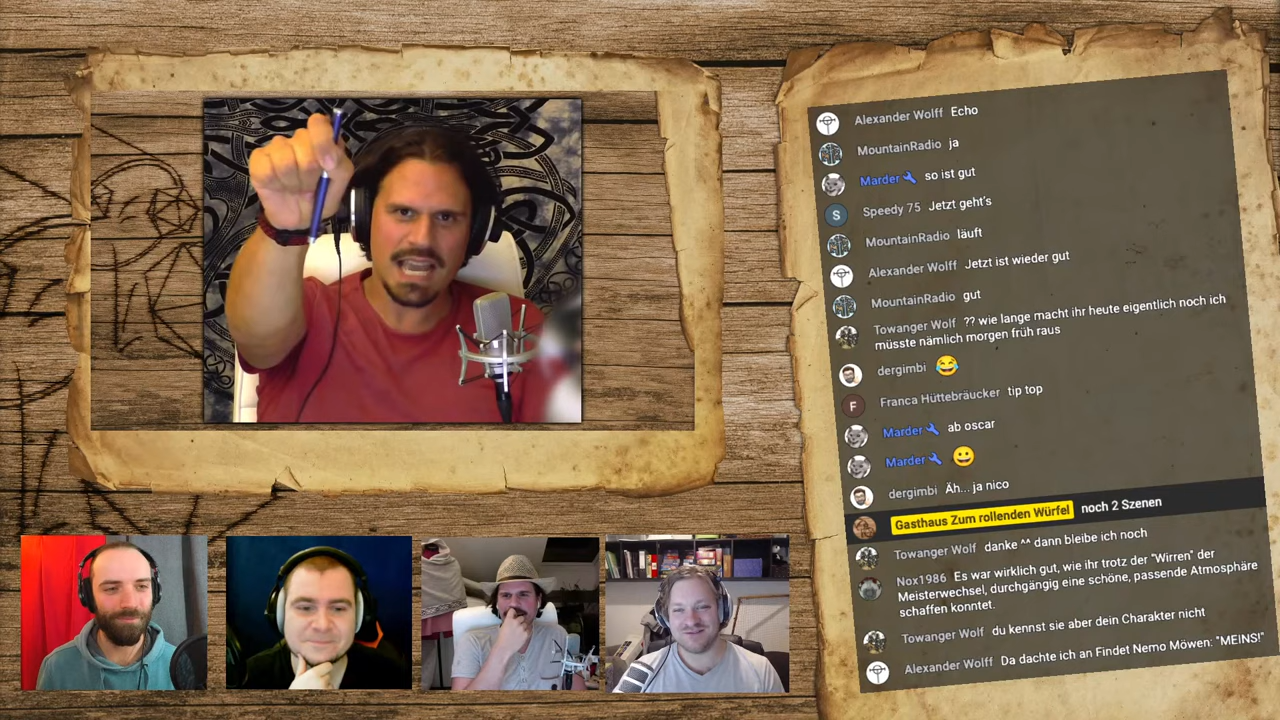 Alexander Wolff Echo
MountainRadio ja
Marder so ist gut
S Speedy 75 Jetzt geht's
MountainRadio läuft
Alexander Wolff Jetzt ist wieder gut
MountainRadio gut
Towanger Wolf ?? wie lange macht ihr heute eigentlich noch ich
müsste nämlich morgen früh raus
dergimbi 😂
F Franca Hüttebräucker tip top
Marder ab oscar
Marder 😀
dergimbi Äh... ja nico
Gasthaus Zum rollenden Würfel noch 2 Szenen
Towanger Wolf danke ^^ dann bleibe ich noch
Nox1986 Es war wirklich gut, wie ihr trotz der "Wirren" der
Meisterwechsel, durchgängig eine schöne, passende Atmosphäre
schaffen konntet.
Towanger Wolf du kennst sie aber dein Charakter nicht
Alexander Wolff Da dachte ich an Findet Nemo Möwen: "MEINS!"